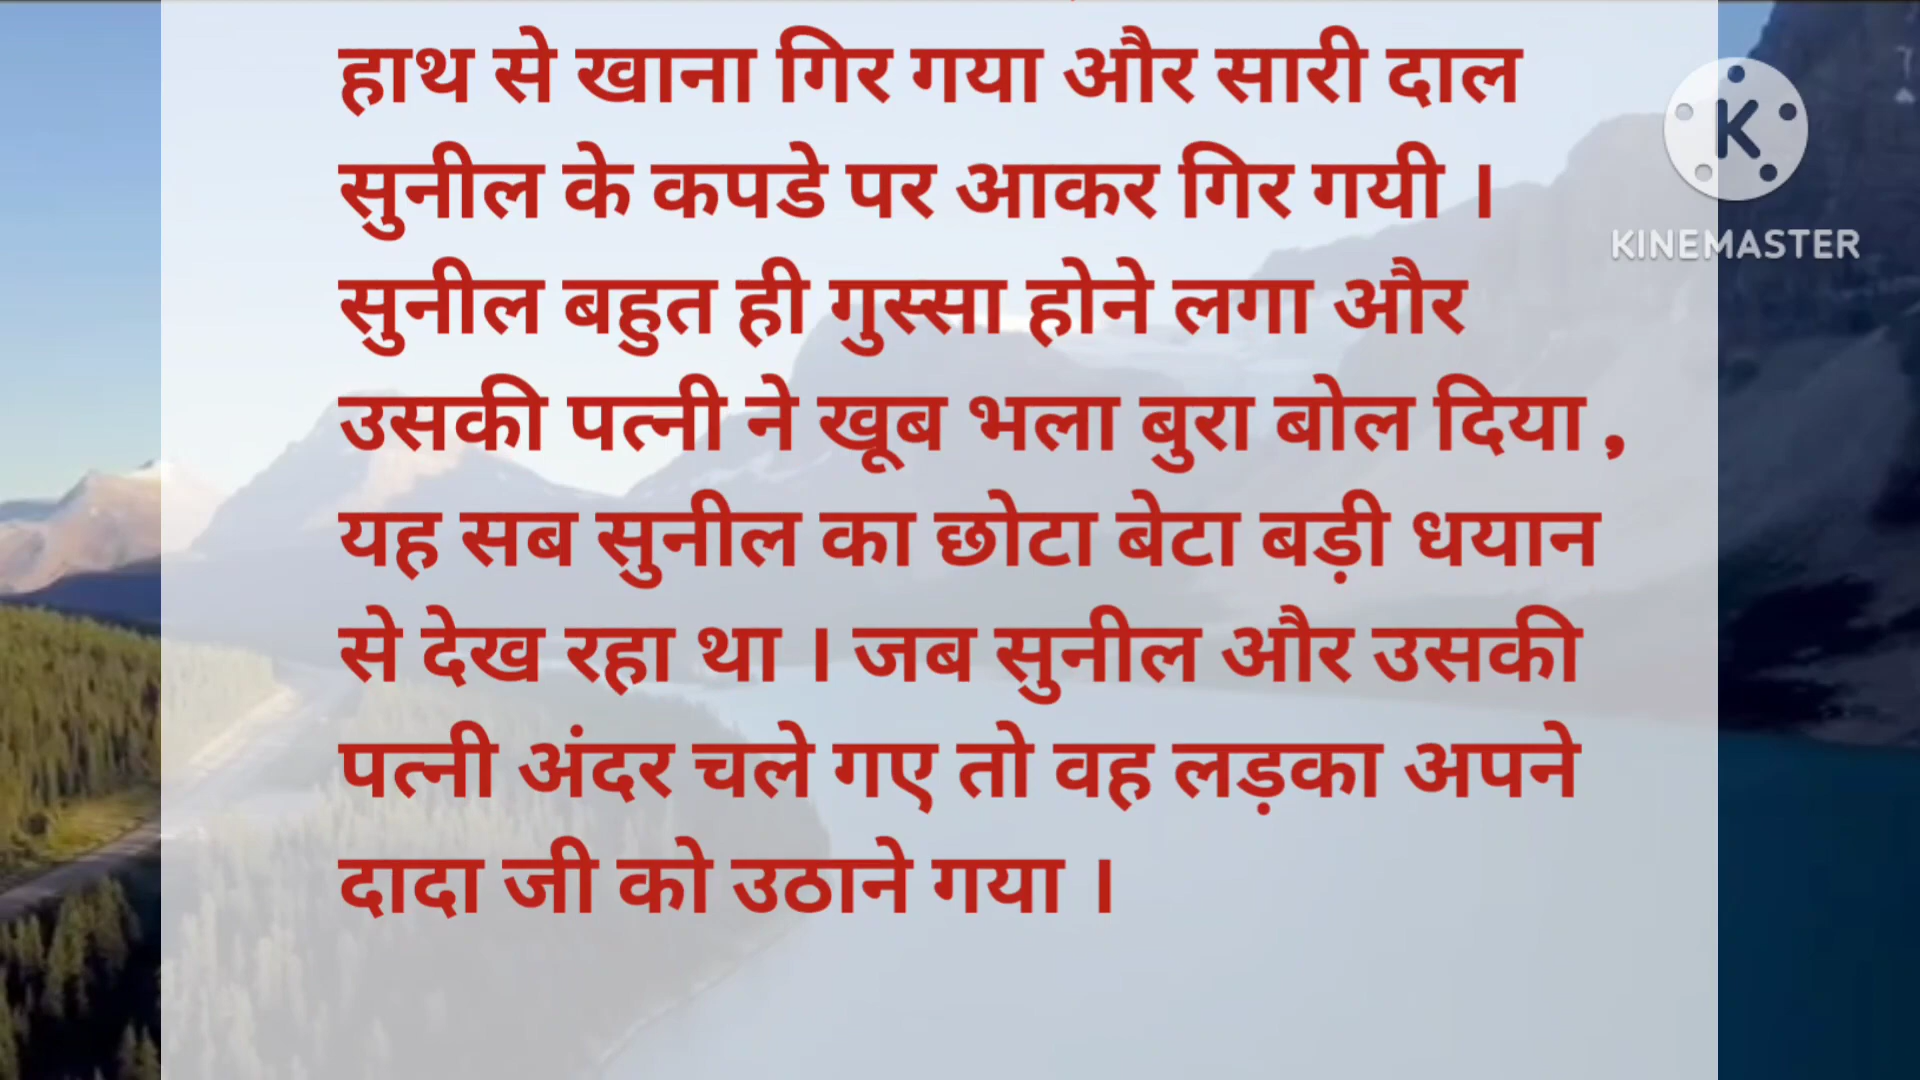 हाथ से खाना गिर गया और सारी दाल
सुनील के कपडे पर आकर गिर गयी ।
सुनील बहुत ही गुस्सा होने लगा और
उसकी पत्नी ने खूब भला बुरा बोल दिया ,
यह सब सुनील का छोटा बेटा बड़ी धयान
से देख रहा था । जब सुनील और उसकी
पत्नी अंदर चले गए तो वह लड़का अपने
दादा जी को उठाने गया ।
K
KINEMASTER